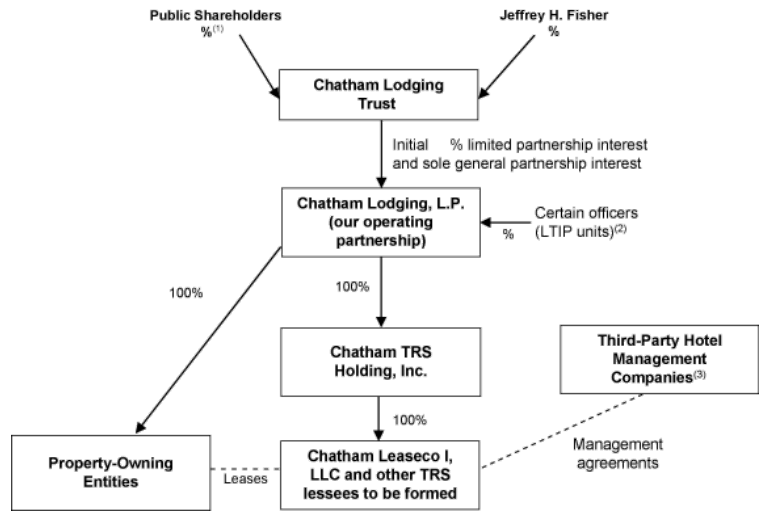 Public Shareholders
%(1)
Jeffrey H. Fisher
%
Chatham Lodging
Trust
Initial % limited partnership interest
and sole general partnership interest
Chatham Lodging, L.P.
(our operating
partnership)
%
Certain officers
(LTIP units)(2)
100%
100%
Chatham TRS
Holding, Inc.
Third-Party Hotel
Management
Companies(3)
100%
Property-Owning
Entities
Leases
Chatham Leaseco I,
LLC and other TRS
lessees to be formed
Management
agreements